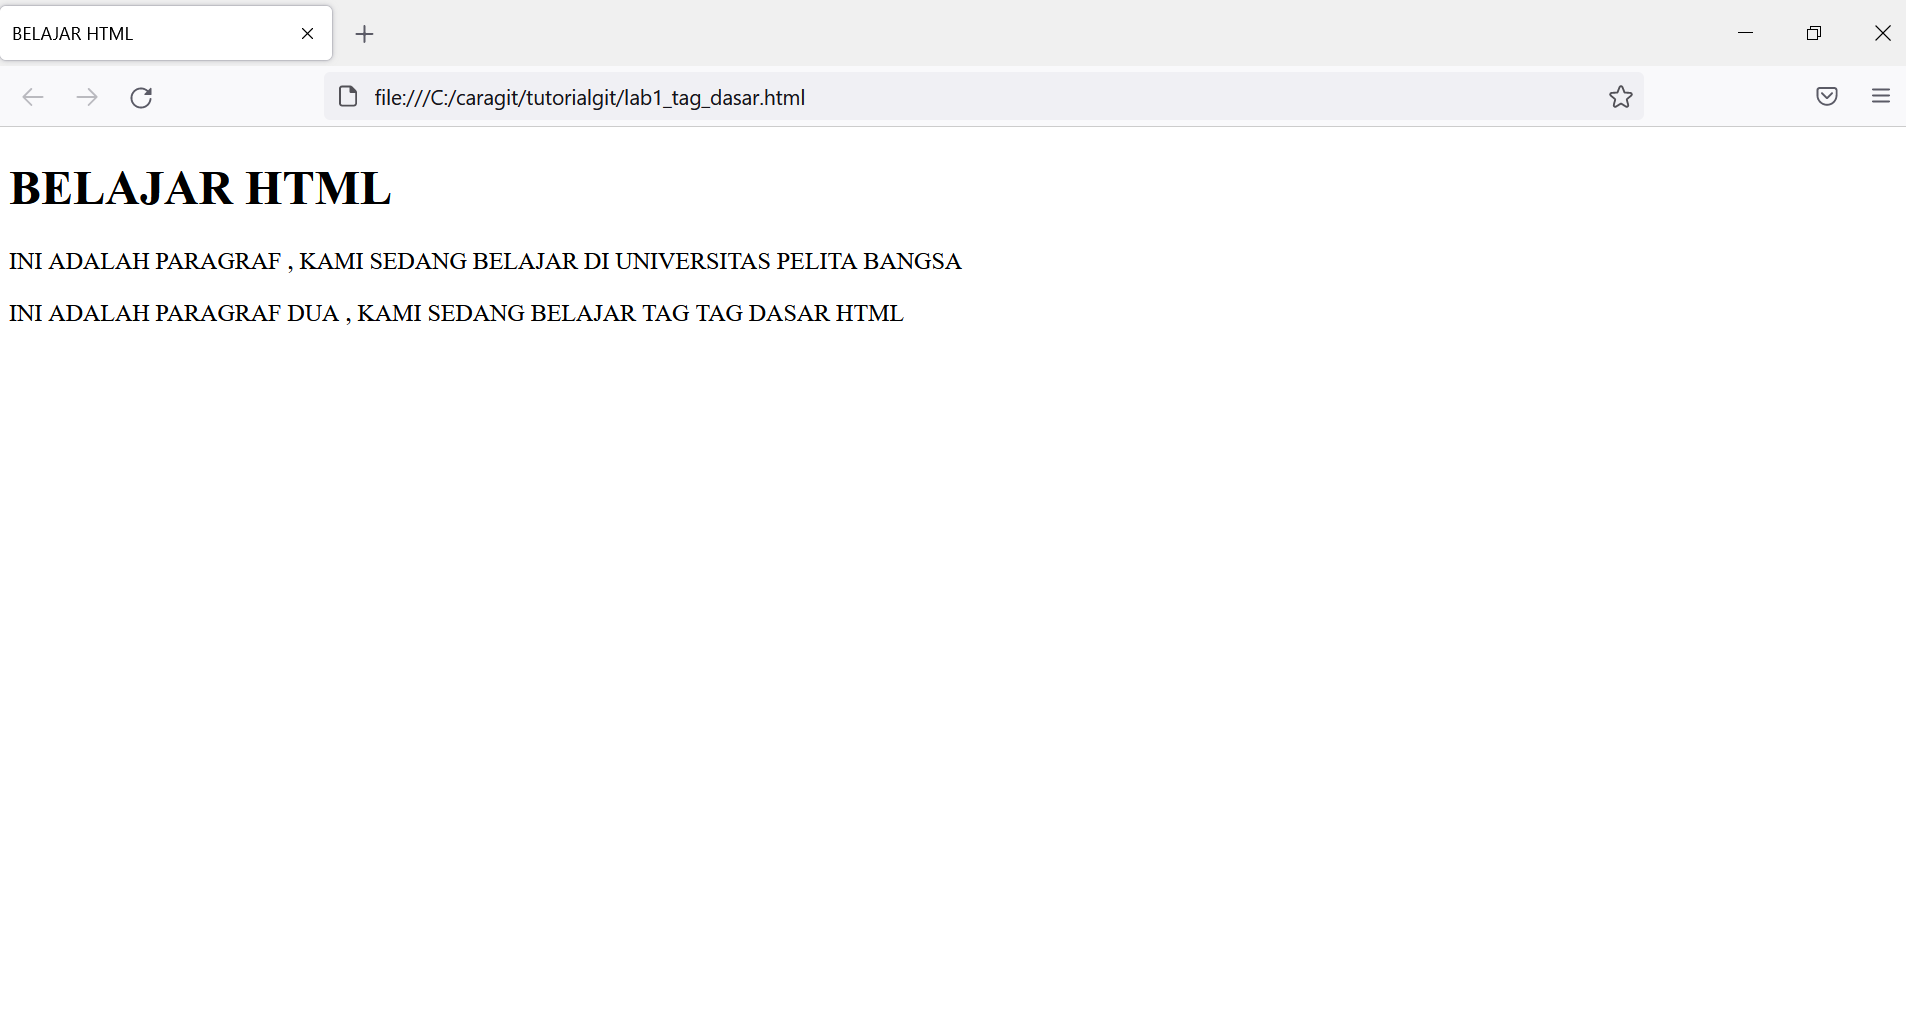 BELAJAR HTML
file:///C:/caragit/tutorialgit/lab1_tag_dasar.html
BELAJAR HTML
INI ADALAH PARAGRAF , KAMI SEDANG BELAJAR DI UNIVERSITAS PELITA BANGSA
INI ADALAH PARAGRAF DUA , KAMI SEDANG BELAJAR TAG TAG DASAR HTML